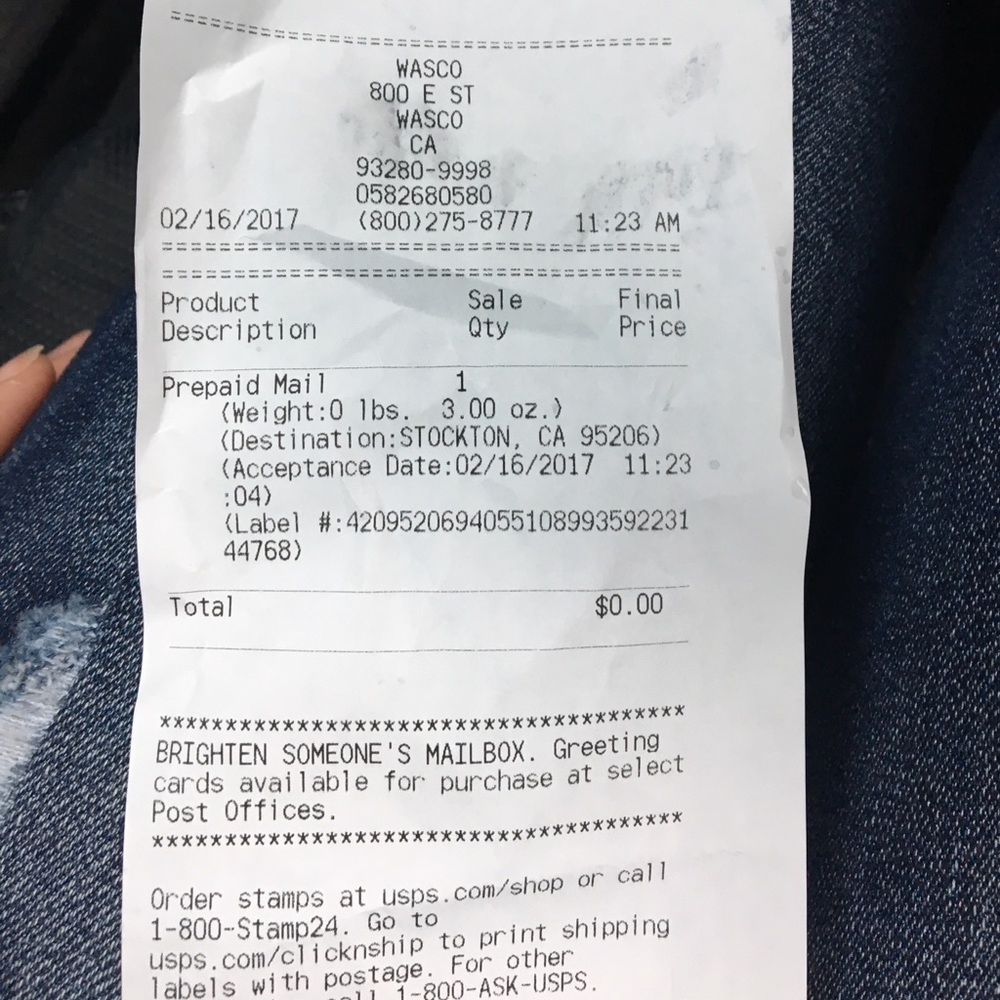 ========================================
WASCO
800 E ST
WASCO
CA
93280-9998
0582680580
02/16/2017 (800)275-8777 11:23 AM
========================================
========================================
Product Sale Final
Description Qty Price
Prepaid Mail 1
(Weight:0 lbs. 3.00 oz.)
(Destination:STOCKTON, CA 95206)
(Acceptance Date:02/16/2017 11:23
:04)
(Label #:4209520694055108993592231
44768)
Total $0.00
****************************************
BRIGHTEN SOMEONE'S MAILBOX. Greeting
cards available for purchase at select
Post Offices.
****************************************
Order stamps at usps.com/shop or call
1-800-Stamp24. Go to
usps.com/clicknship to print shipping
labels with postage. For other
1-800-ASK-USPS.